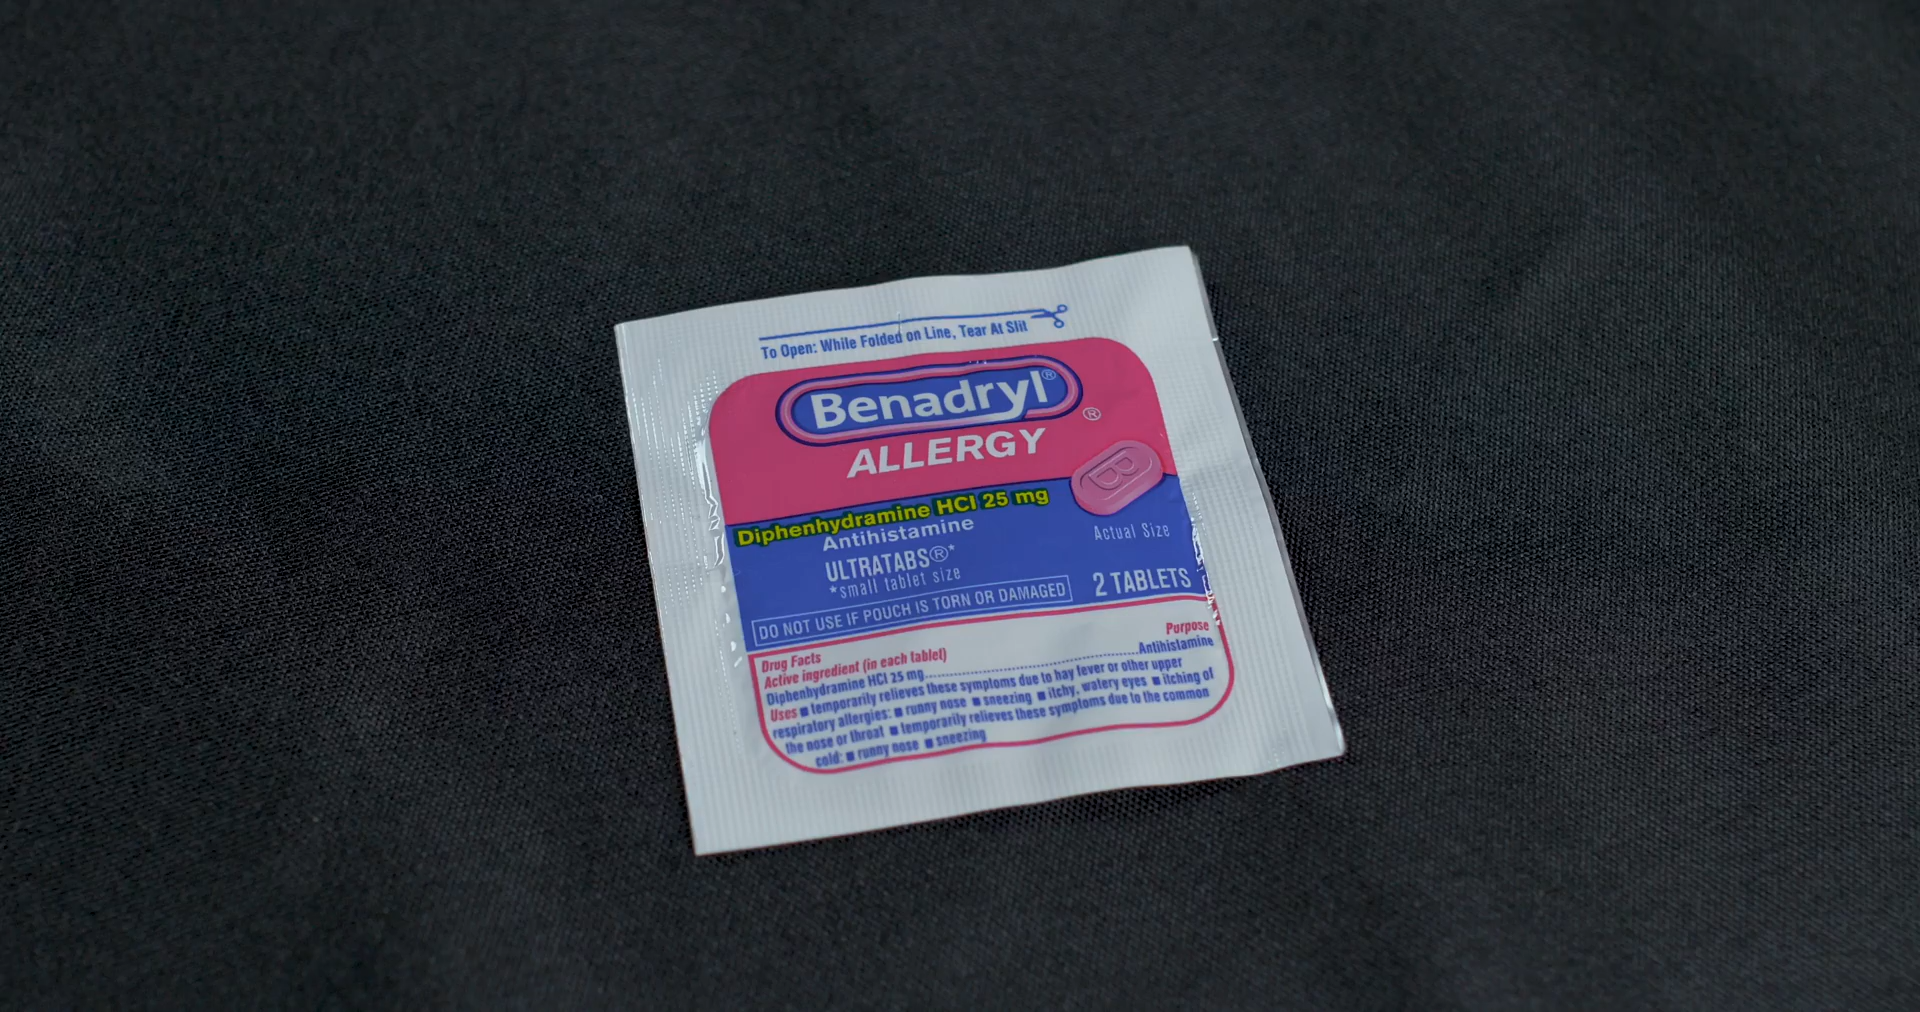 To Open: While Folded on Line, Tear At Slit
Benadryl®
®
ALLERGY
B
Diphenhydramine HCI 25 mg
Antihistamine
Actual Size
ULTRATABS®*
*small tablet size
2 TABLETS
DO NOT USE IF POUCH IS TORN OR DAMAGED
Drug Facts
Purpose
Active ingredient (in each tablet)
Diphenhydramine HCI 25 mg..............................Antihistamine
Uses ■ temporarily relieves these symptoms due to hay fever or other upper
respiratory allergies: ■ runny nose ■ sneezing ■ itchy, watery eyes ■ itching of
the nose or throat ■ temporarily relieves these symptoms due to the common
cold: ■ runny nose ■ sneezing